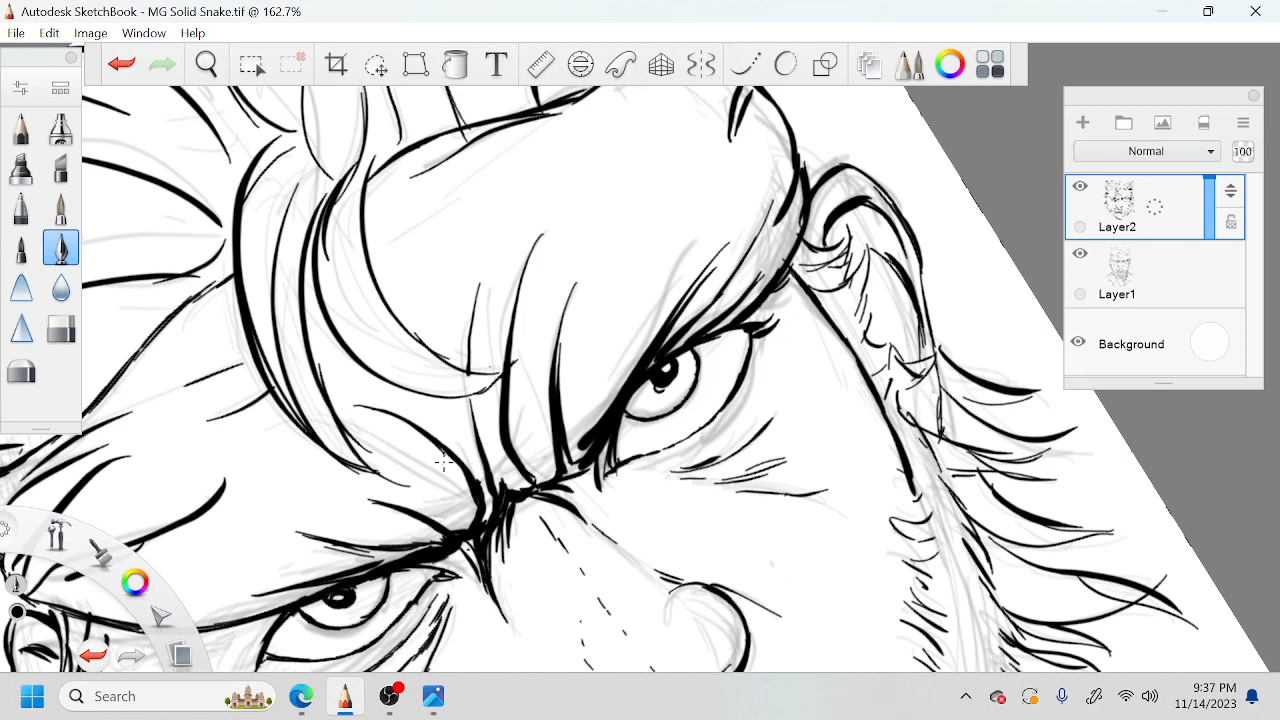 Autodesk SketchBook - MG Solid Snake.tif @ 162.7%
File Edit Image Window Help
T
Normal 100
Layer2
Layer1
Background
Search
9:37 PM
11/14/2023